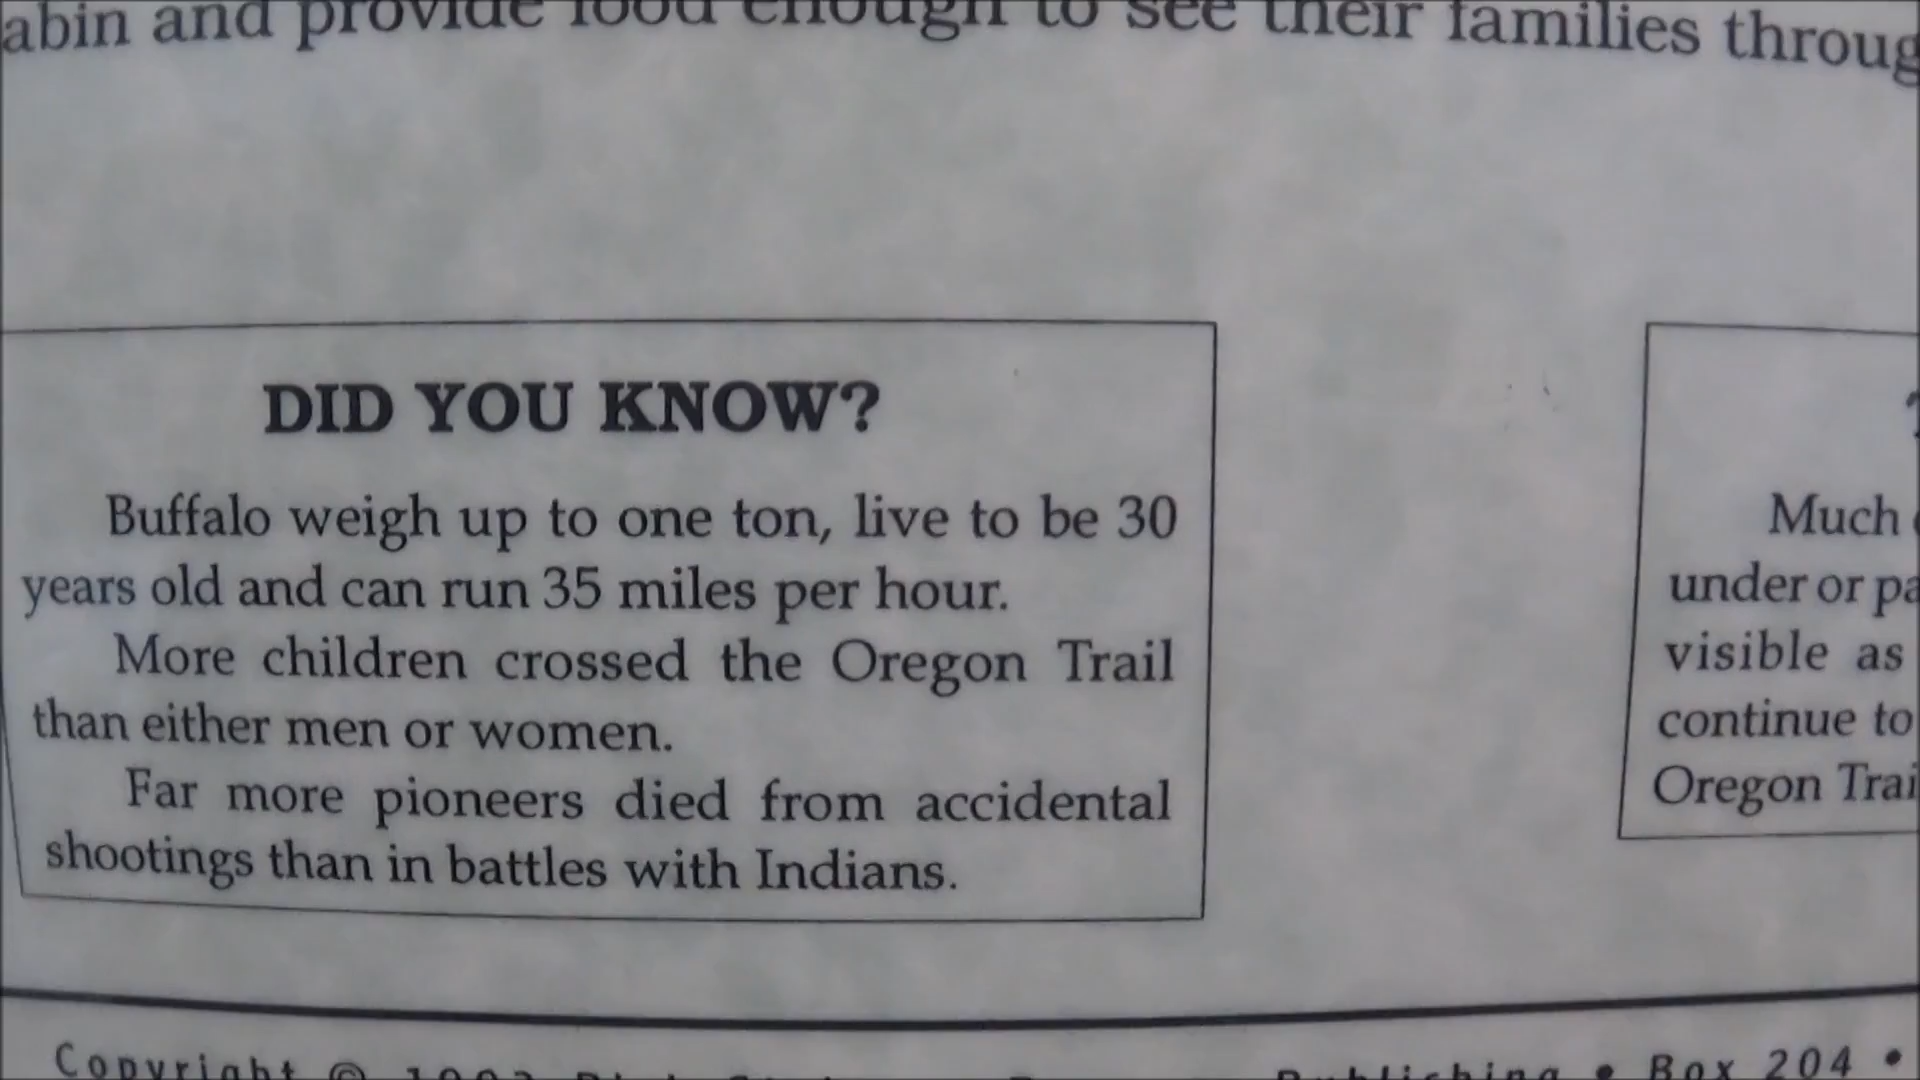 abin and provide food enough to see their families throug
DID YOU KNOW?
Buffalo weigh up to one ton, live to be 30
years old and can run 35 miles per hour.
More children crossed the Oregon Trail
than either men or women.
Far more pioneers died from accidental
shootings than in battles with Indians.
Much
under or pa
visible as
continue to
Oregon Trai
Copyright © Publishing • Box 204 •